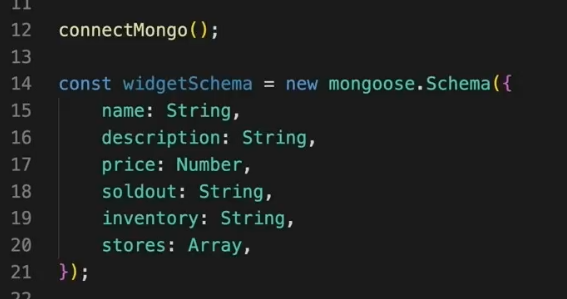 11
12 connectMongo();
13
14 const widgetSchema = new mongoose.Schema({
15 name: String,
16 description: String,
17 price: Number,
18 soldout: String,
19 inventory: String,
20 stores: Array,
21 });
22